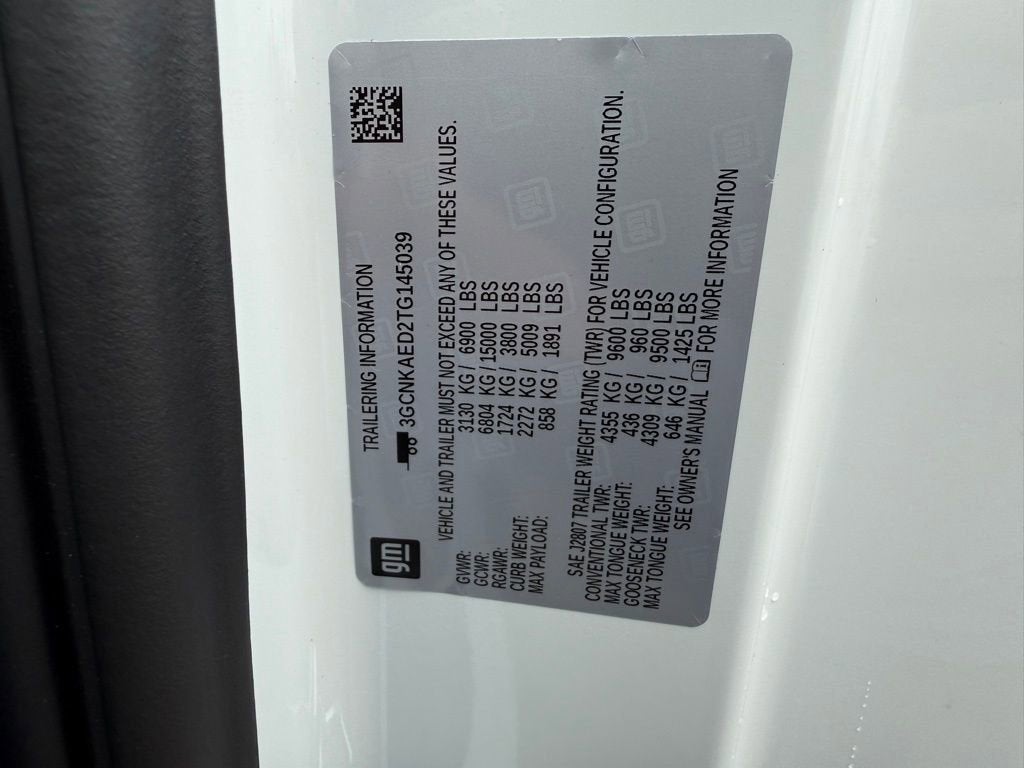 gm
TRAILERING INFORMATION
3GCNKAED2TG145039
VEHICLE AND TRAILER MUST NOT EXCEED ANY OF THESE VALUES.
GVWR: 3130 KG / 6900 LBS
GCWR: 6804 KG / 15000 LBS
RGAWR: 1724 KG / 3800 LBS
CURB WEIGHT: 2272 KG / 5009 LBS
MAX PAYLOAD: 858 KG / 1891 LBS
SAE J2807 TRAILER WEIGHT RATING (TWR) FOR VEHICLE CONFIGURATION.
CONVENTIONAL TWR: 4355 KG / 9600 LBS
MAX TONGUE WEIGHT: 436 KG / 960 LBS
GOOSENECK TWR: 4309 KG / 9500 LBS
MAX TONGUE WEIGHT: 646 KG / 1425 LBS
SEE OWNER'S MANUAL FOR MORE INFORMATION